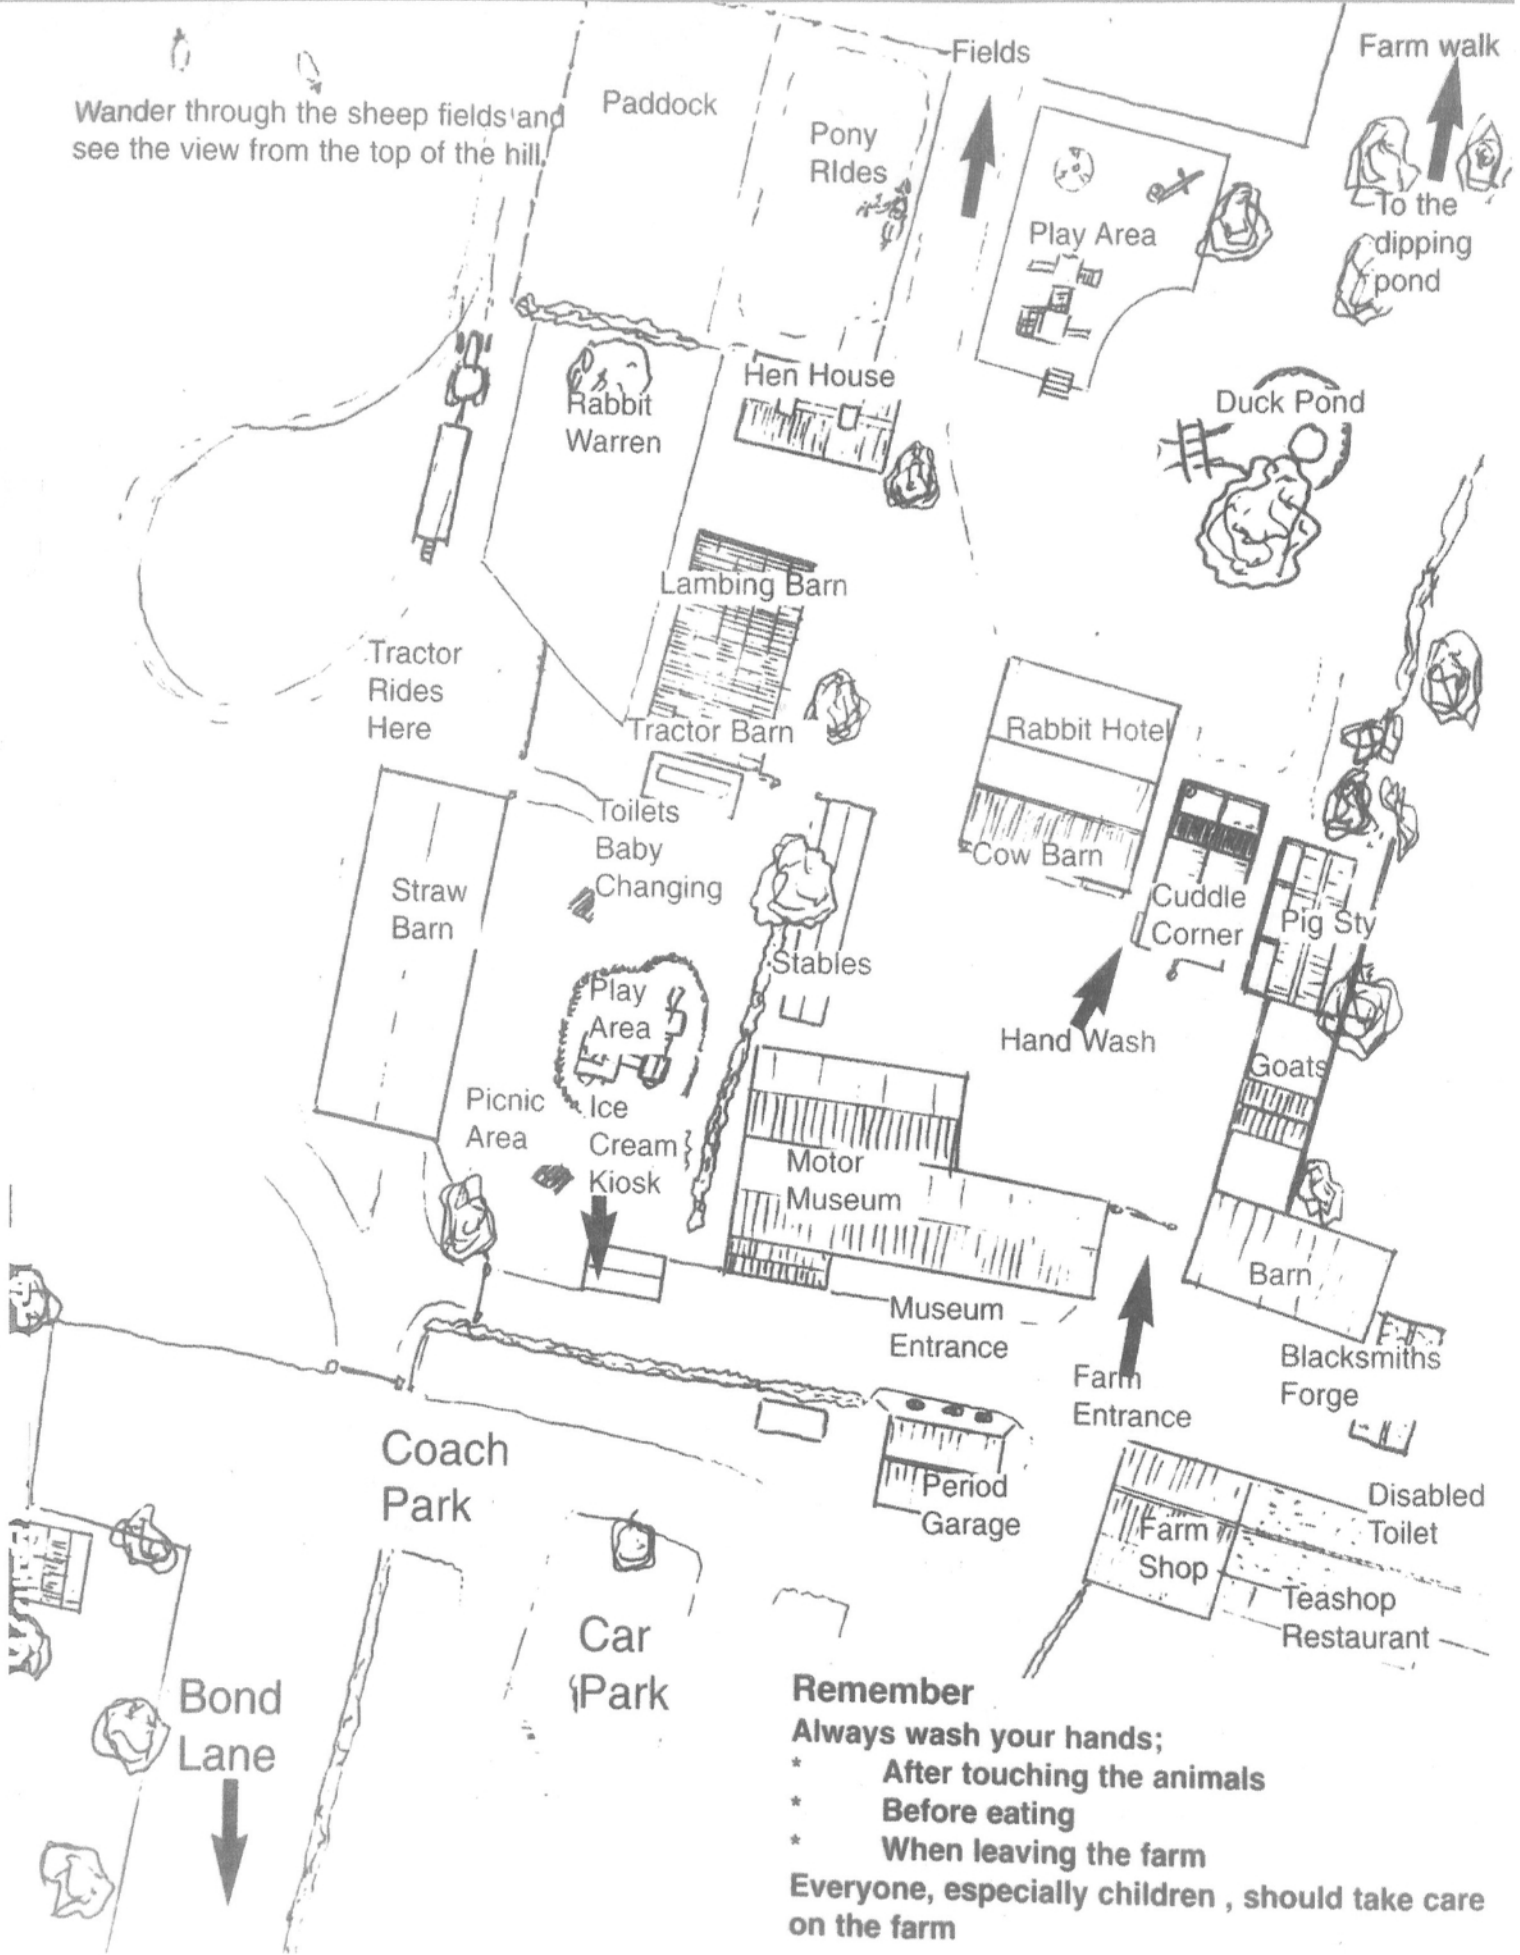 Fields
Farm walk
Wander through the sheep fields and
see the view from the top of the hill.
Paddock
Pony
RIdes
Play Area
To the
dipping
pond
Hen House
Rabbit
Warren
Duck Pond
Lambing Barn
Tractor
Rides
Here
Tractor Barn
Rabbit Hotel
Toilets
Baby
Changing
Cow Barn
Straw
Barn
Cuddle
Corner
Pig Sty
Stables
Play
Area
Hand Wash
Goats
Picnic
Area
Ice
Cream
Kiosk
Motor
Museum
Barn
Museum
Entrance
Farm
Entrance
Blacksmiths
Forge
Coach
Park
Period
Garage
Disabled
Toilet
Farm
Shop
Teashop
Restaurant
Car
Park
Bond
Lane
Remember
Always wash your hands;
* After touching the animals
* Before eating
* When leaving the farm
Everyone, especially children , should take care
on the farm